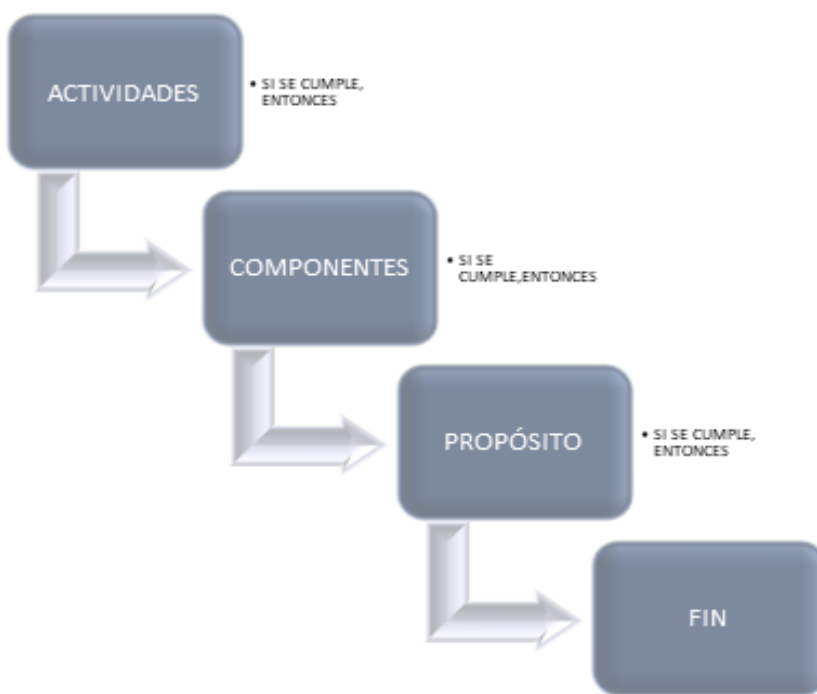 ACTIVIDADES
• SI SE CUMPLE,
ENTONCES
COMPONENTES
• SI SE
CUMPLE,ENTONCES
PROPÓSITO
• SI SE CUMPLE,
ENTONCES
FIN